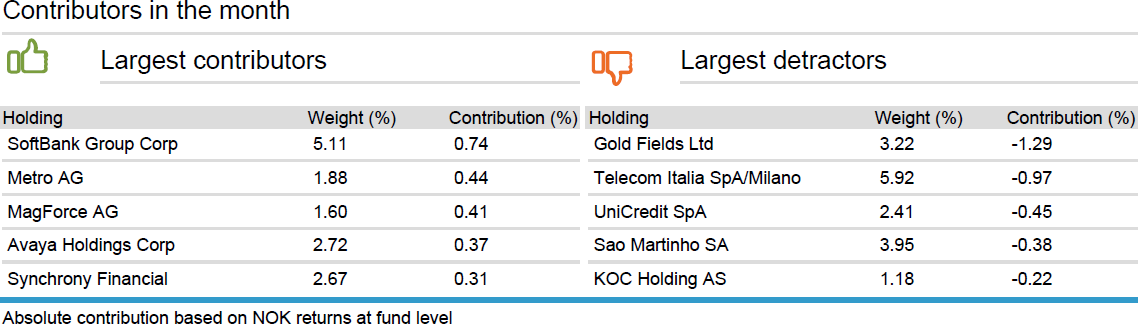 Contributors in the month
Largest contributors
Holding Weight (%) Contribution (%)
SoftBank Group Corp 5.11 0.74
Metro AG 1.88 0.44
MagForce AG 1.60 0.41
Avaya Holdings Corp 2.72 0.37
Synchrony Financial 2.67 0.31
Largest detractors
Holding Weight (%) Contribution (%)
Gold Fields Ltd 3.22 -1.29
Telecom Italia SpA/Milano 5.92 -0.97
UniCredit SpA 2.41 -0.45
Sao Martinho SA 3.95 -0.38
KOC Holding AS 1.18 -0.22
Absolute contribution based on NOK returns at fund level